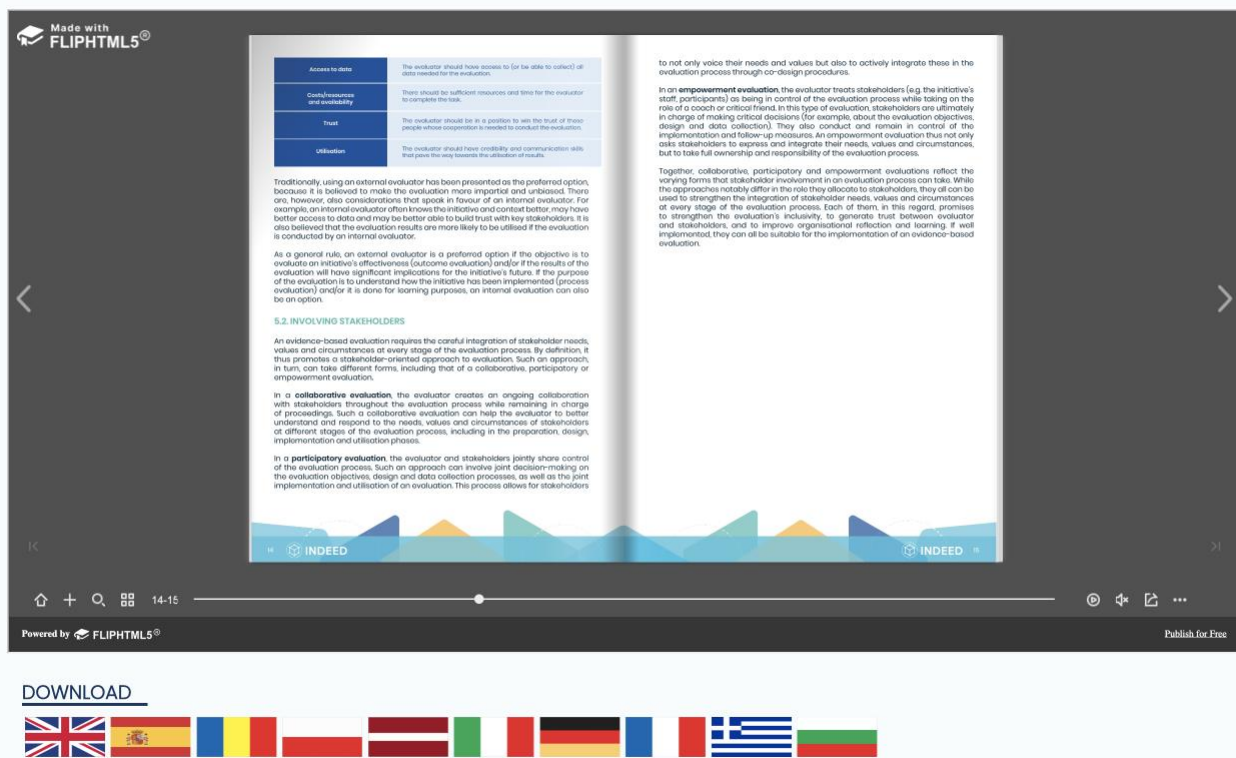 Made with
FLIPHTML5®
Access to data
The evaluator should have access to (or be able to collect) all
data needed for the evaluation.
Costs/resources
and availability
There should be sufficient resources and time for the evaluator
to complete the task.
Trust
The evaluator should be in a position to win the trust of those
people whose cooperation is needed to conduct the evaluation.
Utilisation
The evaluator should have credibility and communication skills
that pave the way towards the utilisation of results.
Traditionally, using an external evaluator has been presented as the preferred option,
because it is believed to make the evaluation more impartial and unbiased. There
are, however, also considerations that speak in favour of an internal evaluator. For
example, an internal evaluator often knows the initiative and context better, may have
better access to data and may be better able to build trust with key stakeholders. It is
also believed that the evaluation results are more likely to be utilised if the evaluation
is conducted by an internal evaluator.
As a general rule, an external evaluator is a preferred option if the objective is to
evaluate an initiative's effectiveness (outcome evaluation) and/or if the results of the
evaluation will have significant implications for the initiative's future. If the purpose
of the evaluation is to understand how the initiative has been implemented (process
evaluation) and/or it is done for learning purposes, an internal evaluation can also
be an option.
5.2. INVOLVING STAKEHOLDERS
An evidence-based evaluation requires the careful integration of stakeholder needs,
values and circumstances at every stage of the evaluation process. By definition, it
thus promotes a stakeholder-oriented approach to evaluation. Such an approach,
in turn, can take different forms, including that of a collaborative, participatory or
empowerment evaluation.
In a collaborative evaluation, the evaluator creates an ongoing collaboration
with stakeholders throughout the evaluation process while remaining in charge
of proceedings. Such a collaborative evaluation can help the evaluator to better
understand and respond to the needs, values and circumstances of stakeholders
at different stages of the evaluation process, including in the preparation, design,
implementation and utilisation phases.
In a participatory evaluation, the evaluator and stakeholders jointly share control
of the evaluation process. Such an approach can involve joint decision-making on
the evaluation objectives, design and data collection processes, as well as the joint
implementation and utilisation of an evaluation. This process allows for stakeholders
14 INDEED
to not only voice their needs and values but also to actively integrate these in the
evaluation process through co-design procedures.
In an empowerment evaluation, the evaluator treats stakeholders (e.g. the initiative's
staff, participants) as being in control of the evaluation process while taking on the
role of a coach or critical friend. In this type of evaluation, stakeholders are ultimately
in charge of making critical decisions (for example, about the evaluation objectives,
design and data collection). They also conduct and remain in control of the
implementation and follow-up measures. An empowerment evaluation thus not only
asks stakeholders to express and integrate their needs, values and circumstances,
but to take full ownership and responsibility of the evaluation process.
Together, collaborative, participatory and empowerment evaluations reflect the
varying forms that stakeholder involvement in an evaluation process can take. While
the approaches notably differ in the role they allocate to stakeholders, they all can be
used to strengthen the integration of stakeholder needs, values and circumstances
at every stage of the evaluation process. Each of them, in this regard, promises
to strengthen the evaluation's inclusivity, to generate trust between evaluator
and stakeholders, and to improve organisational reflection and learning. If well
implemented, they can all be suitable for the implementation of an evidence-based
evaluation.
INDEED 15
14-15
Powered by FLIPHTML5®
Publish for Free
DOWNLOAD